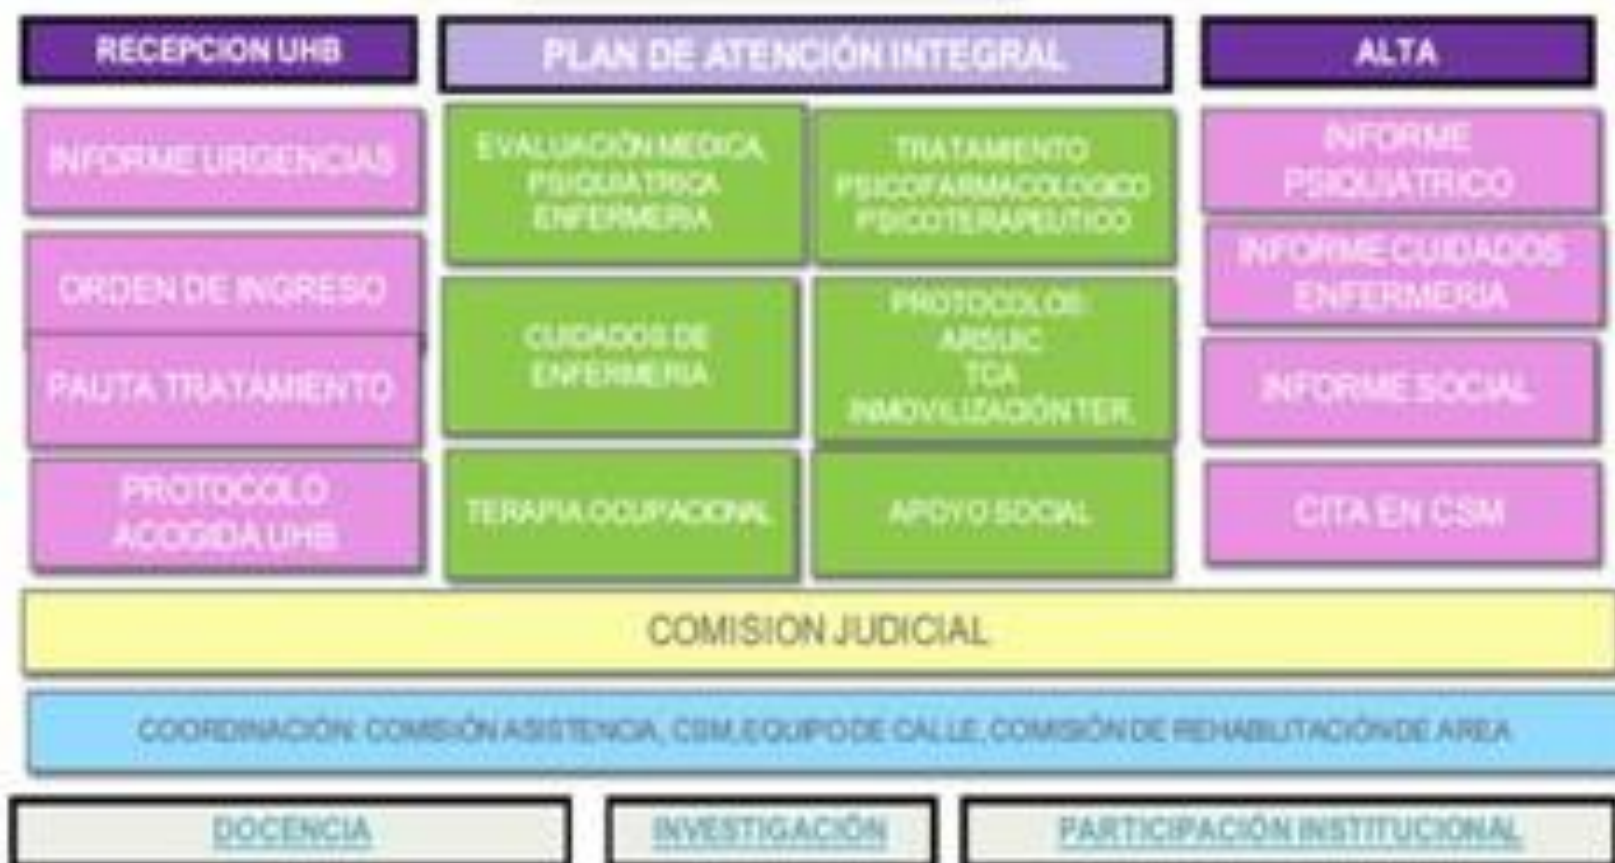 RECEPCION UHB
INFORME URGENCIAS
ORDEN DE INGRESO
PAUTA TRATAMIENTO
PROTOCOLO
ACOGIDA UHB
PLAN DE ATENCIÓN INTEGRAL
EVALUACIÓN MEDICA,
PSIQUIATRICA
ENFERMERIA
TRATAMIENTO
PSICOFARMACOLOGICO
PSICOTERAPEUTICO
CUIDADOS DE
ENFERMERIA
PROTOCOLOS:
ARSUIC
TCA
INMOVILIZACIÓN TER.
TERAPIA OCUPACIONAL
APOYO SOCIAL
ALTA
INFORME
PSIQUIATRICO
INFORME CUIDADOS
ENFERMERIA
INFORME SOCIAL
CITA EN CSM
COMISION JUDICIAL
COORDINACIÓN: COMISIÓN ASISTENCIA, CSM, EQUIPO DE CALLE, COMISIÓN DE REHABILITACIÓN DE AREA
DOCENCIA
INVESTIGACIÓN
PARTICIPACIÓN INSTITUCIONAL